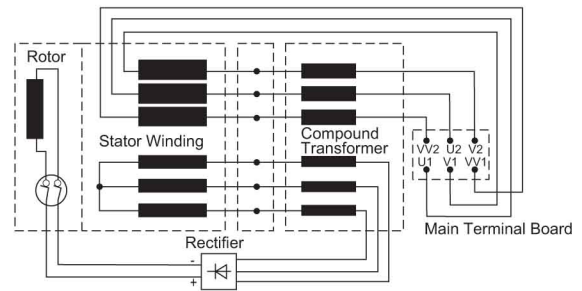 Rotor
Stator Winding
Compound
Transformer
VV2 U2 V2
U1 V1 VV1
Main Terminal Board
Rectifier
-
+